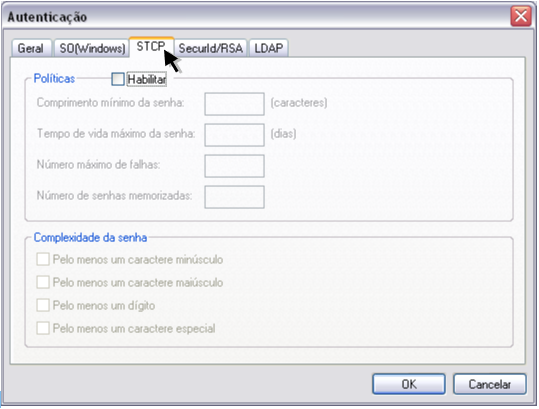 Autenticação
Geral SO(Windows) STCP SecurId/RSA LDAP
Políticas Habilitar
Comprimento mínimo da senha: (caracteres)
Tempo de vida máximo da senha: (dias)
Número máximo de falhas:
Número de senhas memorizadas:
Complexidade da senha
Pelo menos um caractere minúsculo
Pelo menos um caractere maiúsculo
Pelo menos um dígito
Pelo menos um caractere especial
OK Cancelar